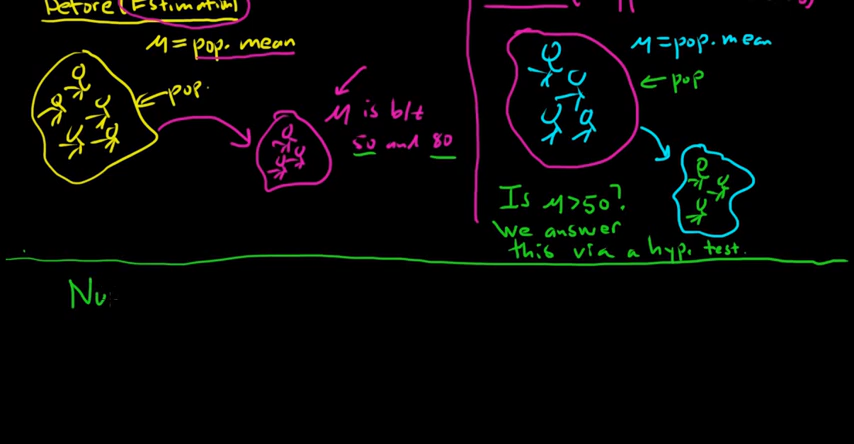 Before (Estimation)
μ = pop. mean
←pop.
μ is b/t
50 and 80
μ=pop. mean
←pop
Is μ>50?
We answer
this via a hyp. test.
Nu